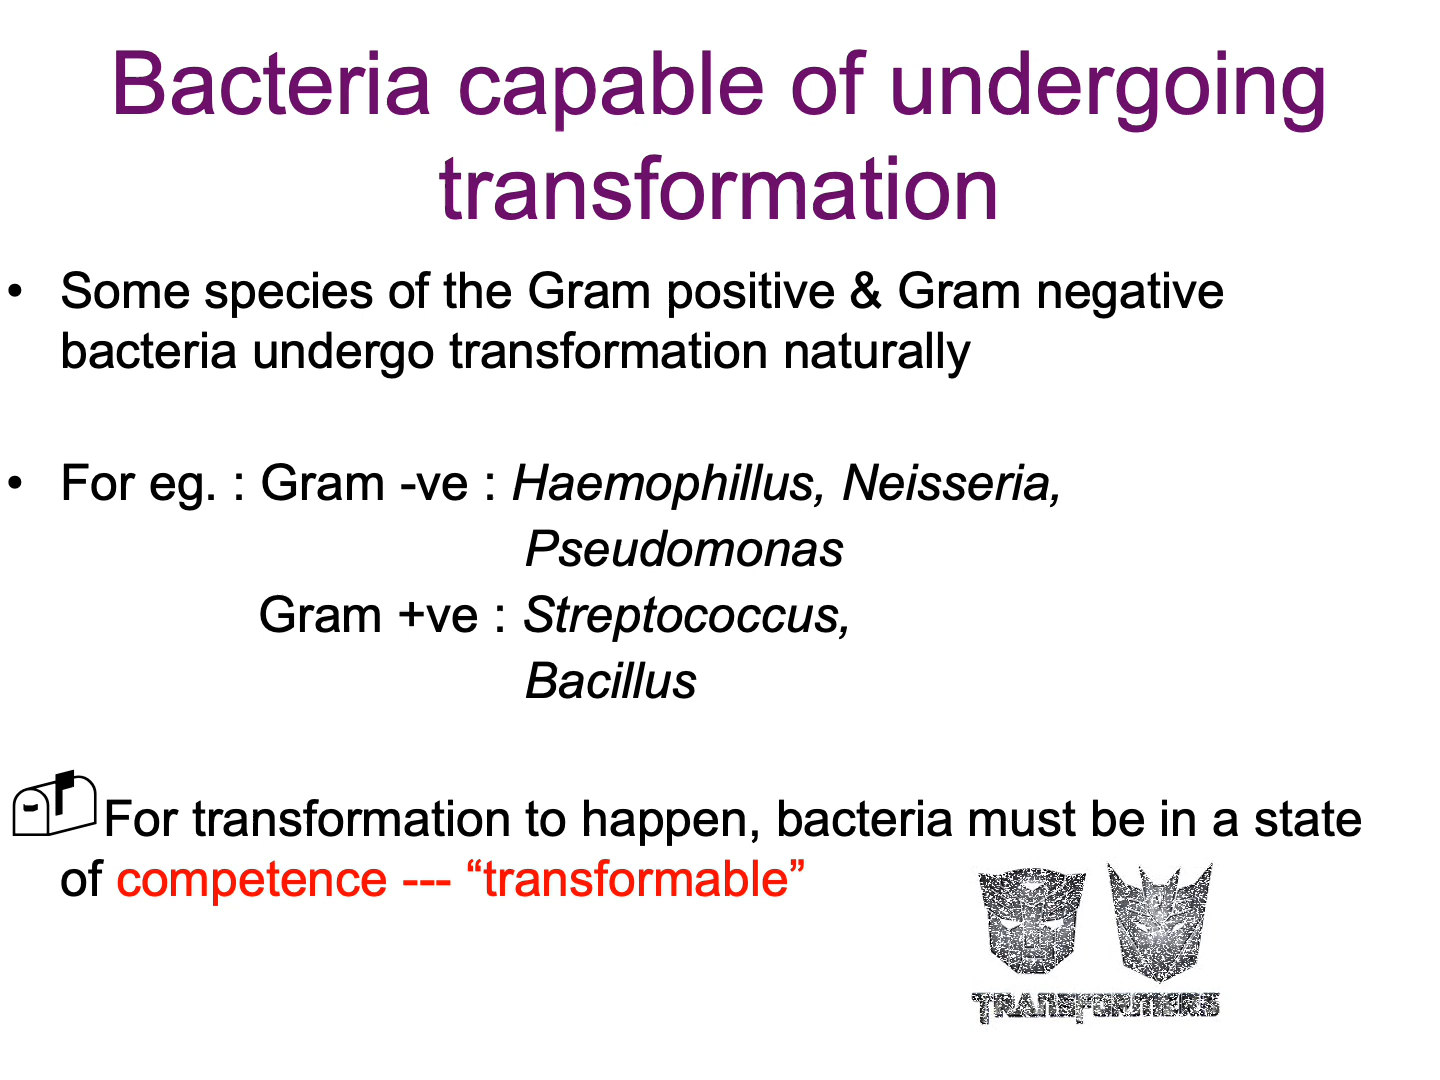 Bacteria capable of undergoing
transformation
• Some species of the Gram positive & Gram negative
bacteria undergo transformation naturally
• For eg. : Gram -ve : Haemophillus, Neisseria,
Pseudomonas
Gram +ve : Streptococcus,
Bacillus
For transformation to happen, bacteria must be in a state
of competence --- “transformable”
TRANSFORMERS